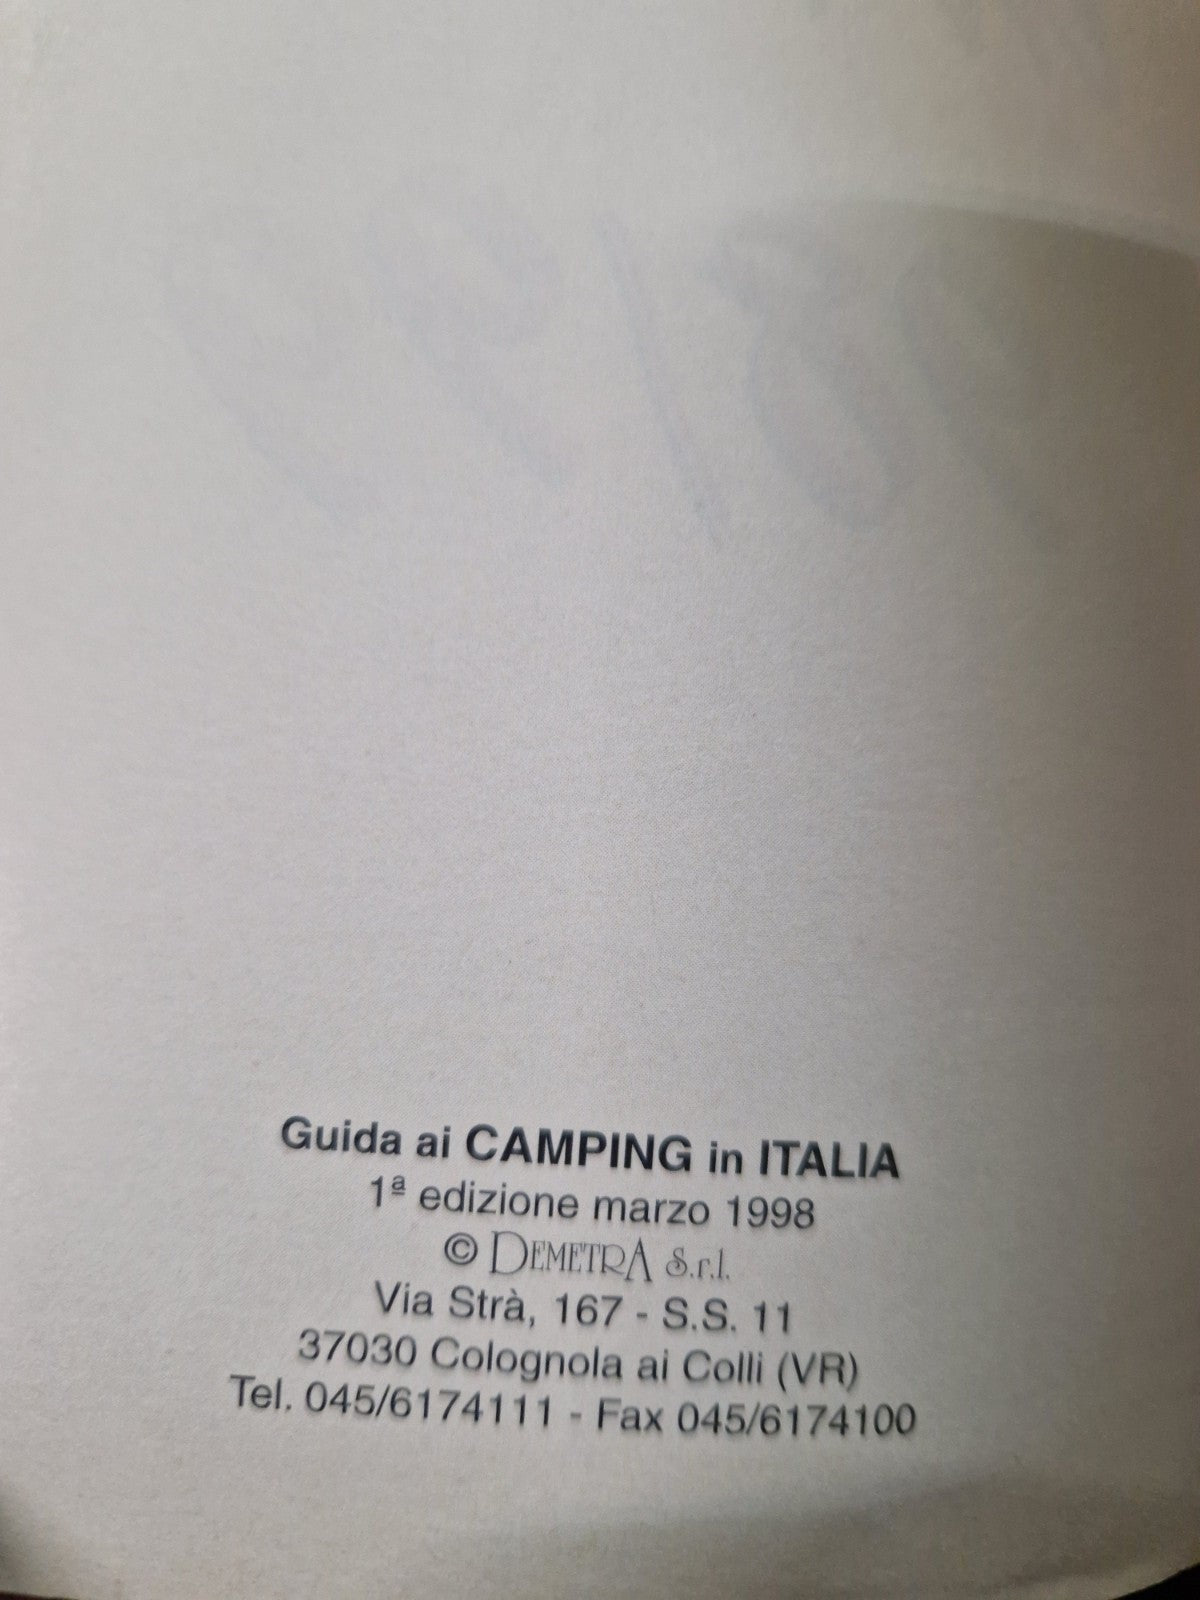 Guida ai CAMPING in ITALIA
1ª edizione marzo 1998
© DEMETRA S.r.l.
Via Strà, 167 - S.S. 11
37030 Colognola ai Colli (VR)
Tel. 045/6174111 - Fax 045/6174100